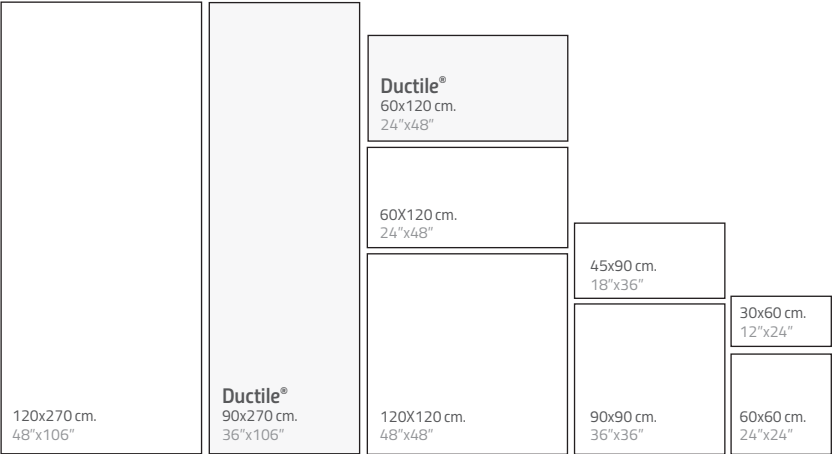 120x270 cm.
48”x106”
Ductile®
90x270 cm.
36”x106”
Ductile®
60x120 cm.
24”x48”
60X120 cm.
24”x48”
120X120 cm.
48”x48”
45x90 cm.
18”x36”
90x90 cm.
36”x36”
30x60 cm.
12”x24”
60x60 cm.
24”x24”